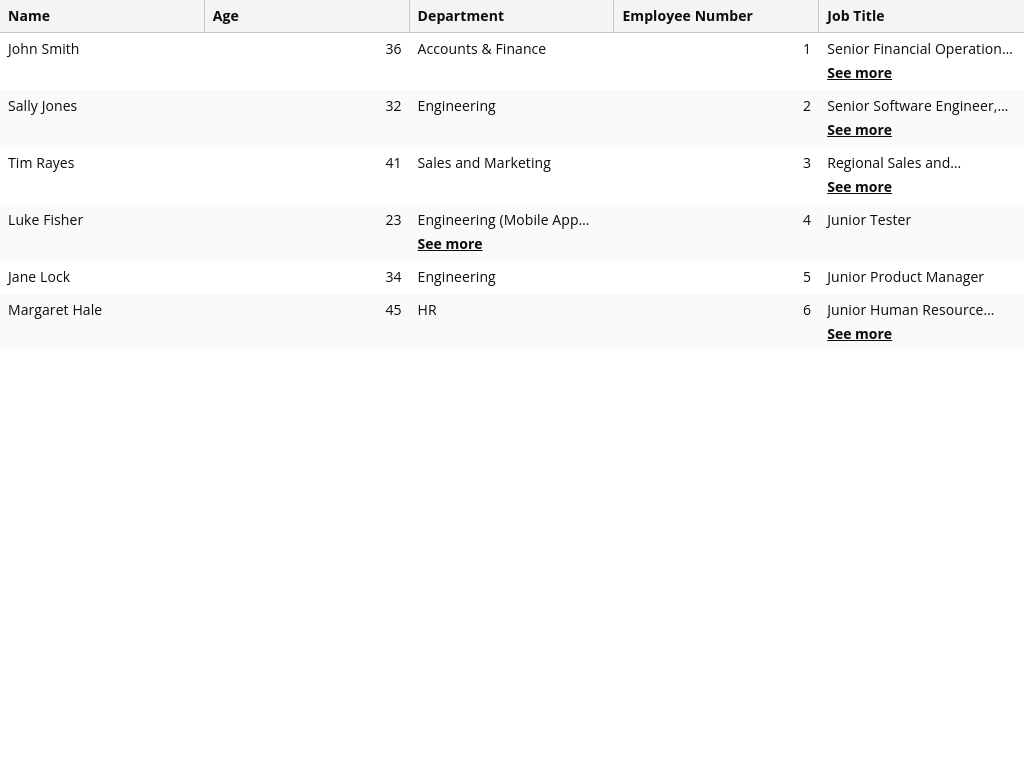 Name Age Department Employee Number Job Title
John Smith 36 Accounts & Finance 1 Senior Financial Operation...
See more
Sally Jones 32 Engineering 2 Senior Software Engineer,...
See more
Tim Rayes 41 Sales and Marketing 3 Regional Sales and...
See more
Luke Fisher 23 Engineering (Mobile App... 4 Junior Tester
See more
Jane Lock 34 Engineering 5 Junior Product Manager
Margaret Hale 45 HR 6 Junior Human Resource...
See more